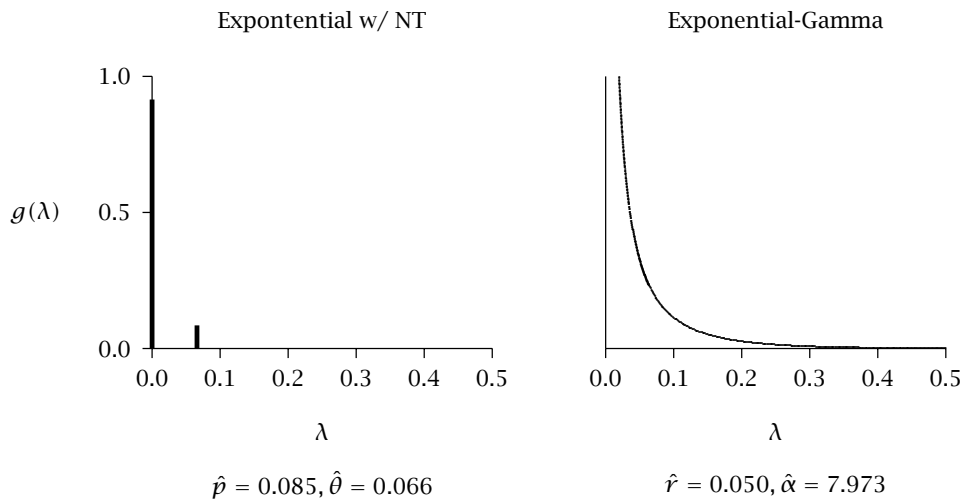 Expontential w/ NT
Exponential-Gamma
1.0
0.5
0.0
g(λ)
0.0 0.1 0.2 0.3 0.4 0.5
0.0 0.1 0.2 0.3 0.4 0.5
λ
λ
p̂ = 0.085, θ̂ = 0.066
r̂ = 0.050, α̂ = 7.973